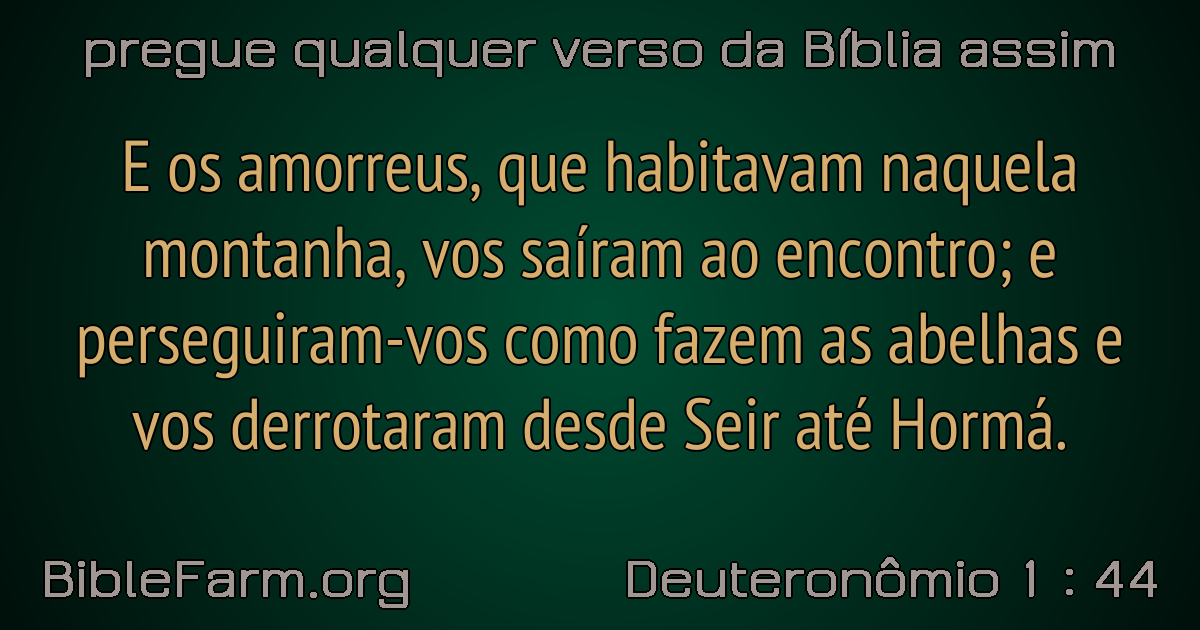 pregue qualquer verso da Bíblia assim
E os amorreus, que habitavam naquela
montanha, vos saíram ao encontro; e
perseguiram-vos como fazem as abelhas e
vos derrotaram desde Seir até Hormá.
BibleFarm.org
Deuteronômio 1 : 44